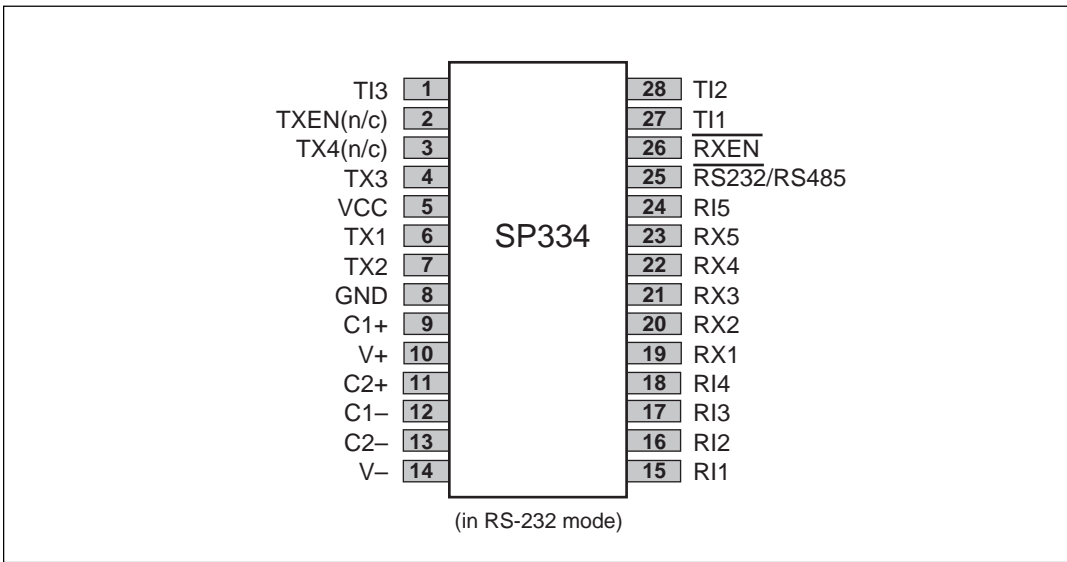 TI3 1
TXEN(n/c) 2
TX4(n/c) 3
TX3 4
VCC 5
TX1 6
TX2 7
GND 8
C1+ 9
V+ 10
C2+ 11
C1– 12
C2– 13
V– 14
SP334
28 TI2
27 TI1
26 R̅X̅E̅N̅
25 R̅S̅2̅3̅2̅/RS485
24 RI5
23 RX5
22 RX4
21 RX3
20 RX2
19 RX1
18 RI4
17 RI3
16 RI2
15 RI1
(in RS-232 mode)